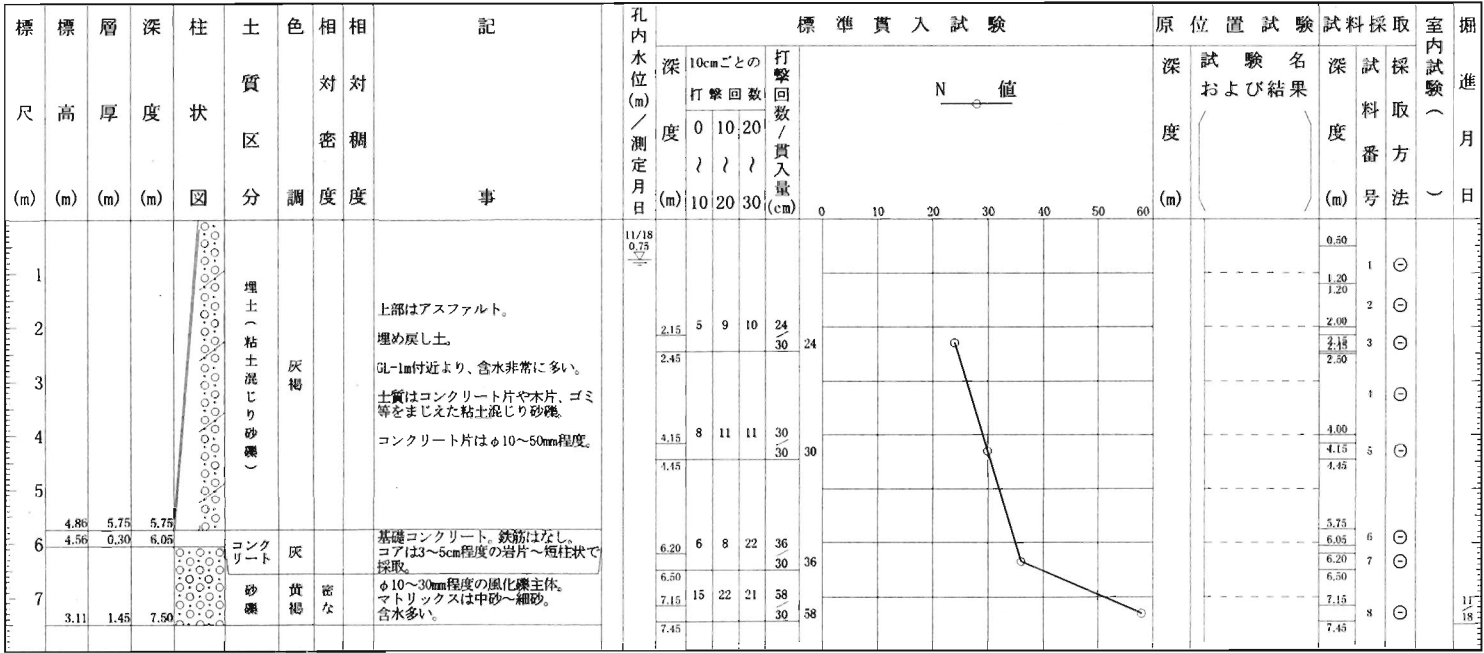 標尺(m)
標高(m)
層厚(m)
深度(m)
柱状図
土質区分
色調
相対密度
相対稠度
記事
孔内水位(m)/測定月日
標準貫入試験
深度(m)
10cmごとの
打撃回数
0 10 20
~ ~ ~
10 20 30
打撃回数/貫入量(cm)
N 値
0 10 20 30 40 50 60
原位置試験
深度(m)
試験名
および結果
試料採取
深度(m)
試料番号
採取方法
室内試験( )
掘進月日
1
2
3
4
5
6
7
4.86 5.75 5.75
4.56 0.30 6.05
3.11 1.45 7.50
埋土(粘土混じり砂礫)
灰褐
上部はアスファルト。
埋め戻し土。
GL-1m付近より、含水非常に多い。
土質はコンクリート片や木片、ゴミ
等をまじえた粘土混じり砂礫。
コンクリート片はφ10~50mm程度。
コンク
リート
灰
基礎コンクリート。鉄筋はなし。
コアは3~5cm程度の岩片~短柱状で
採取。
砂礫
黄褐
密な
φ10~30mm程度の風化礫主体。
マトリックスは中砂~細砂。
含水多い。
11/18
0.75
2.15 5 9 10 24/30 24
2.45
4.15 8 11 11 30/30 30
4.45
6.20 6 8 22 36/30 36
6.50
7.15 15 22 21 58/30 58
7.45
0.50
1
1.20
1.20
2
2.00
2.15
2.45
3
2.50
4.00
4.15 5
4.45
5.75
6
6.05
6.20 7
6.50
7.15
8
7.45
11/18